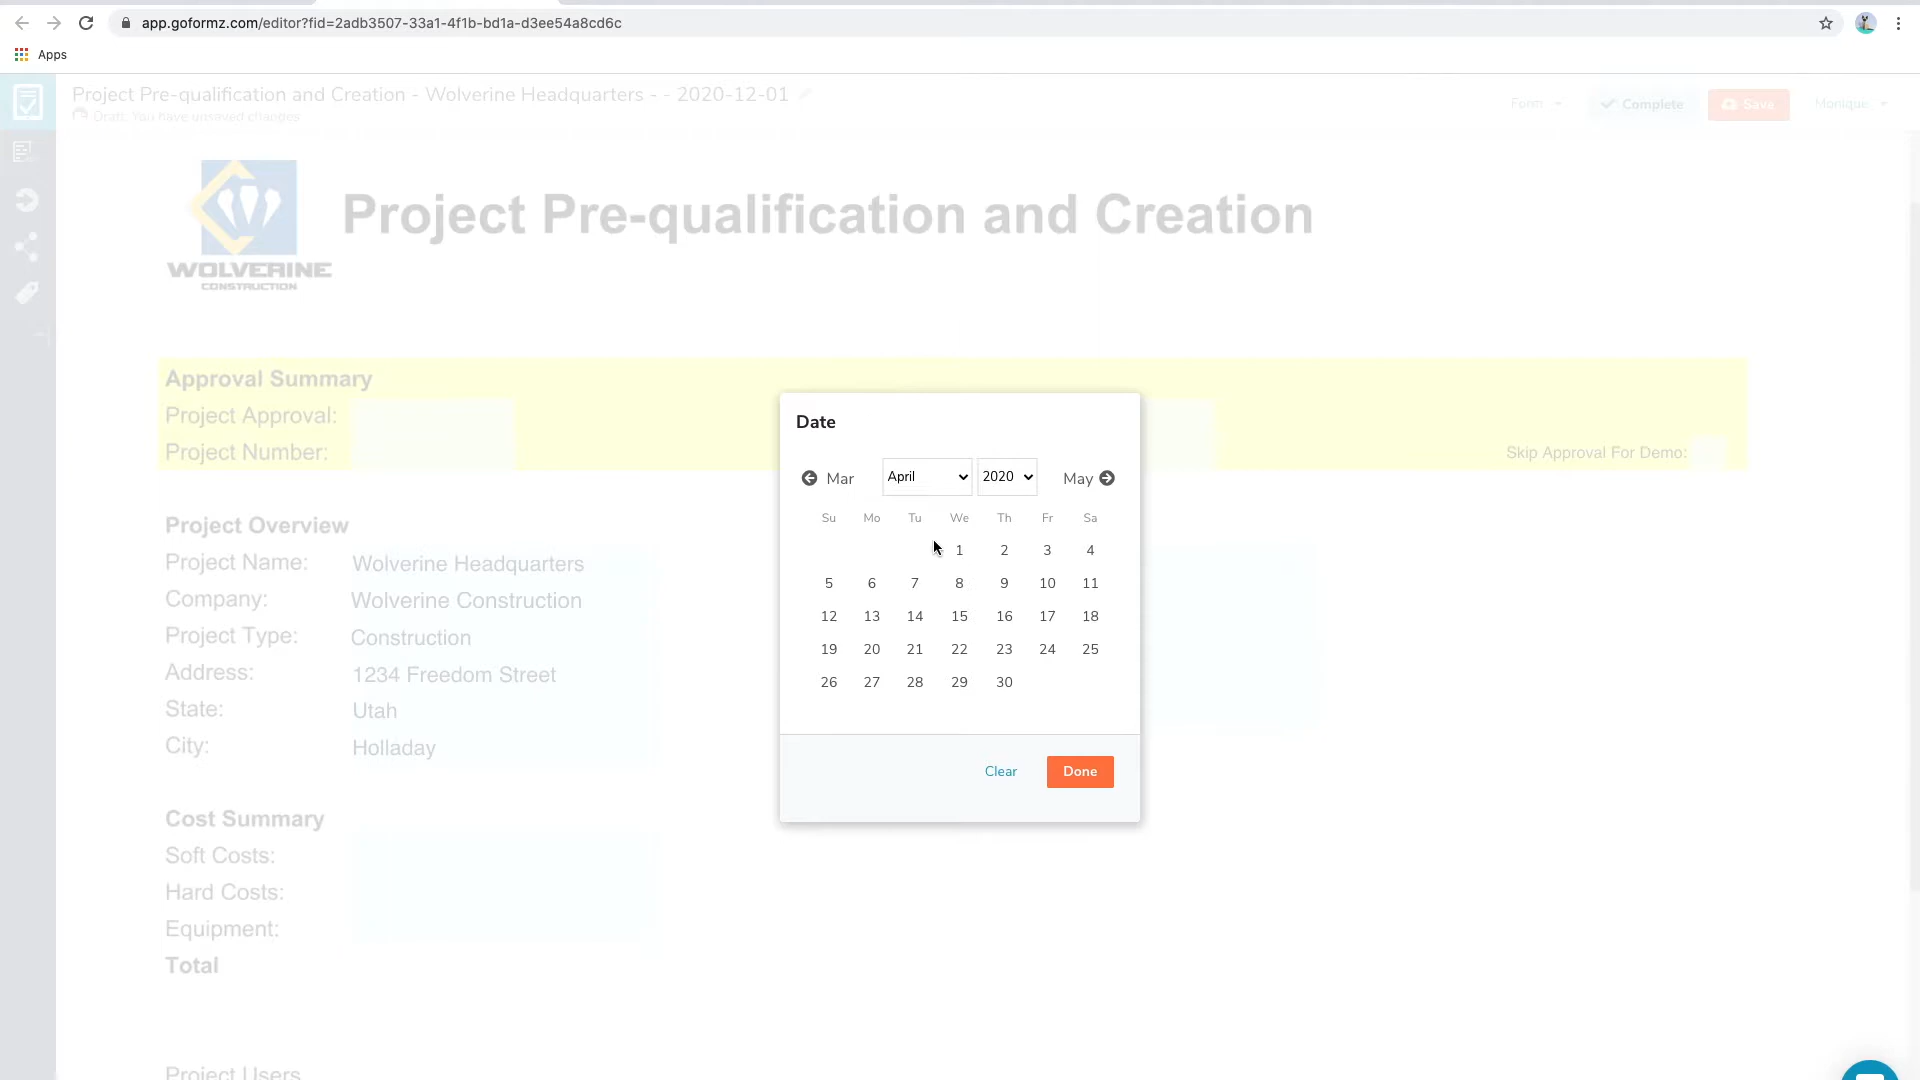 app.goformz.com/editor?fid=2adb3507-33a1-4f1b-bd1a-d3ee54a8cd6c
Apps
Project Pre-qualification and Creation - Wolverine Headquarters - - 2020-12-01
Draft. You have unsaved changes
Form
Complete
Save
Monique
WOLVERINE
CONSTRUCTION
Project Pre-qualification and Creation
Approval Summary
Project Approval:
Project Number:
Skip Approval For Demo:
Project Overview
Project Name: Wolverine Headquarters
Company: Wolverine Construction
Project Type: Construction
Address: 1234 Freedom Street
State: Utah
City: Holladay
Cost Summary
Soft Costs:
Hard Costs:
Equipment:
Total
Project Users
Date
Mar April 2020 May
Su Mo Tu We Th Fr Sa
1 2 3 4
5 6 7 8 9 10 11
12 13 14 15 16 17 18
19 20 21 22 23 24 25
26 27 28 29 30
Clear Done